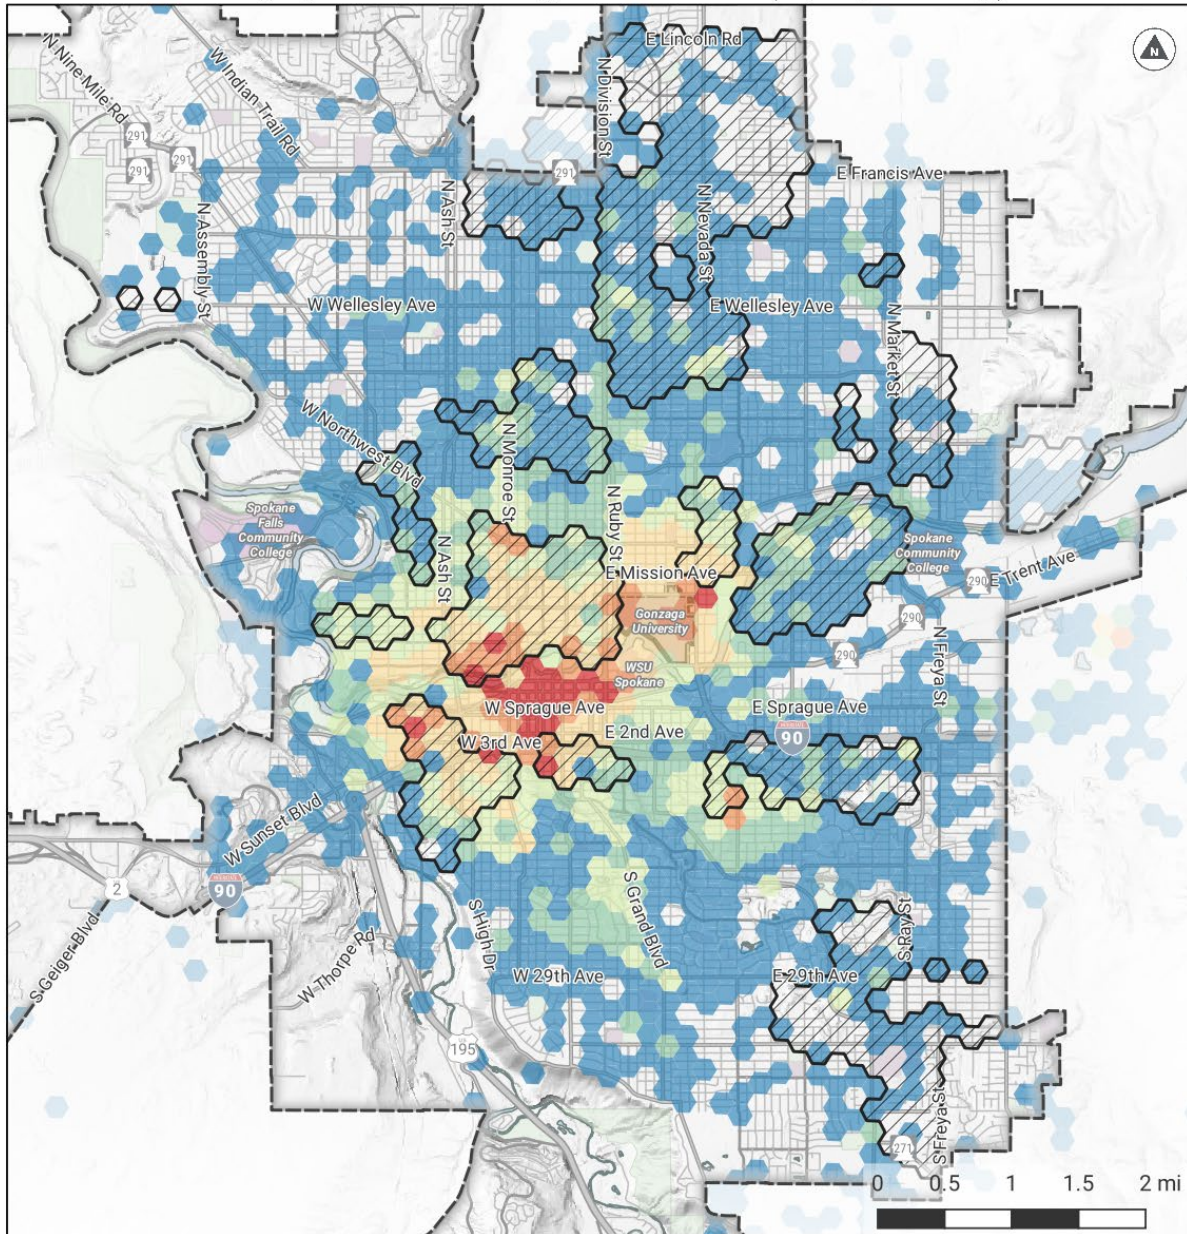 E Lincoln Rd
N
N Nine Mile Rd
W Indian Trail Rd
N Division St
291
291
291
291
E Francis Ave
N Ash St
N Nevada St
N Assembly St
W Wellesley Ave
E Wellesley Ave
N Market St
W Northwest Blvd
N Monroe St
N Ruby St
Spokane
Falls
Community
College
Spokane
Community
College
N Ash St
E Mission Ave
E Trent Ave
290
Gonzaga
University
290
N Freya St
290
WSU
Spokane
W Sprague Ave
E Sprague Ave
W 3rd Ave
E 2nd Ave
90
W Sunset Blvd
2
90
S Geiger Blvd
S High Dr
S Grand Blvd
S Ray St
W Thorpe Rd
W 29th Ave
E 29th Ave
195
S Freya St
271
0 0.5 1 1.5 2 mi